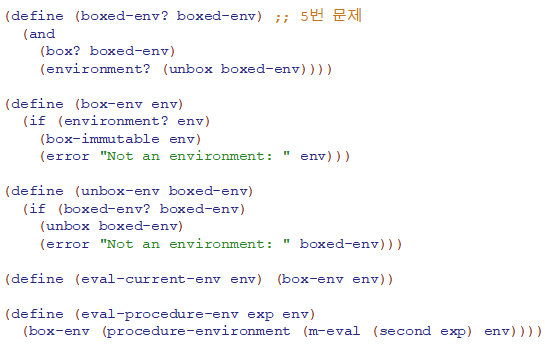 (define (boxed-env? boxed-env) ;; 5번 문제
  (and
    (box? boxed-env)
    (environment? (unbox boxed-env))))

(define (box-env env)
  (if (environment? env)
    (box-immutable env)
    (error "Not an environment: " env)))

(define (unbox-env boxed-env)
  (if (boxed-env? boxed-env)
    (unbox boxed-env)
    (error "Not an environment: " boxed-env)))

(define (eval-current-env env) (box-env env))

(define (eval-procedure-env exp env)
  (box-env (procedure-environment (m-eval (second exp) env))))